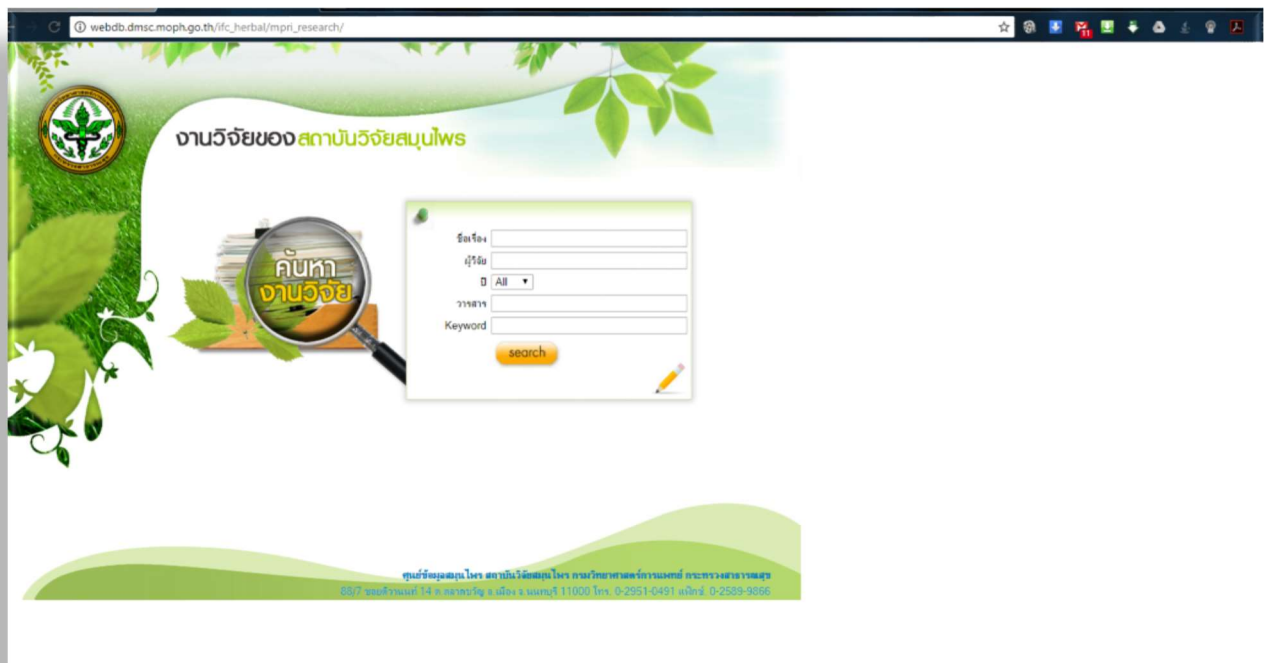 webdb.dmsc.moph.go.th/ifc_herbal/mpri_research/
11
งานวิจัยของสถาบันวิจัยสมุนไพร
ค้นหา
งานวิจัย
ชื่อเรื่อง
ผู้วิจัย
ปี All
วารสาร
Keyword
search
ศูนย์ข้อมูลสมุนไพร สถาบันวิจัยสมุนไพร กรมวิทยาศาสตร์การแพทย์ กระทรวงสาธารณสุข
88/7 ซอยติวานนท์ 14 ต.ตลาดขวัญ อ.เมือง จ.นนทบุรี 11000 โทร. 0-2951-0491 แฟ็กซ์. 0-2589-9866